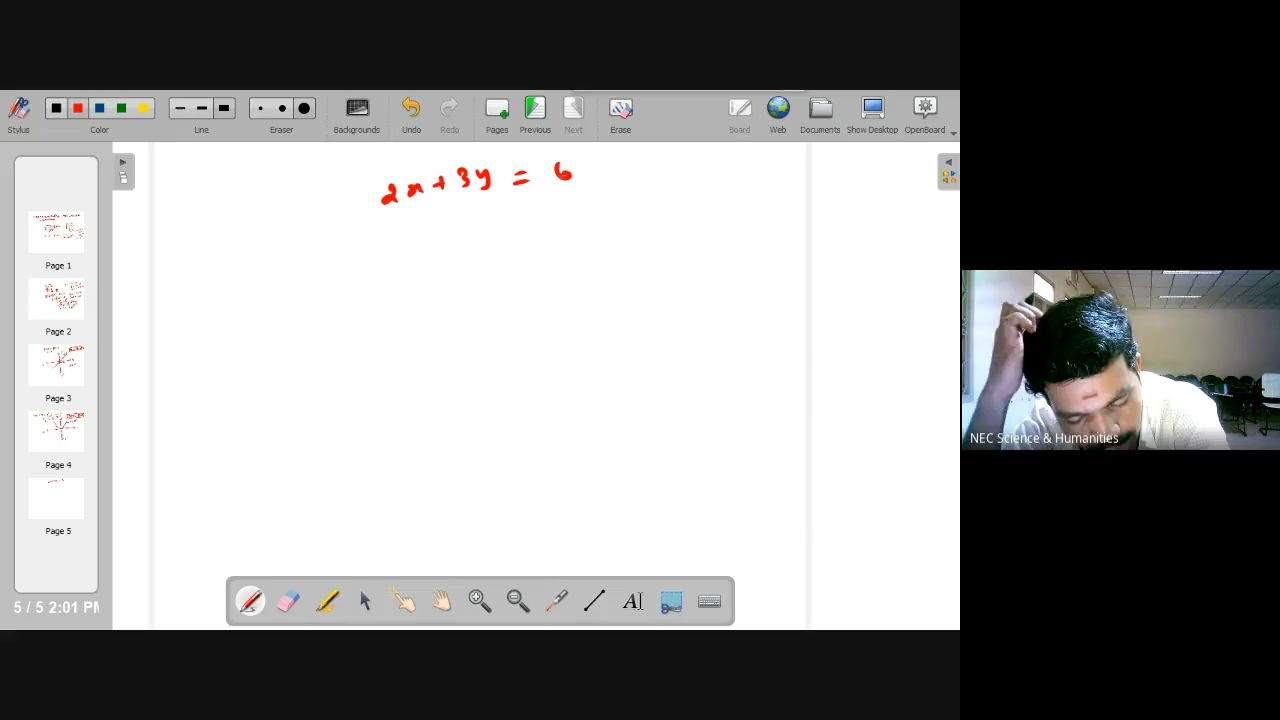 Stylus Color Line Eraser Backgrounds Undo Redo Pages Previous Next Erase Board Web Documents Show Desktop OpenBoard
2x + 3y = 6
Page 1
Page 2
Page 3
Page 4
Page 5
5 / 5 2:01 PM
NEC Science & Humanities